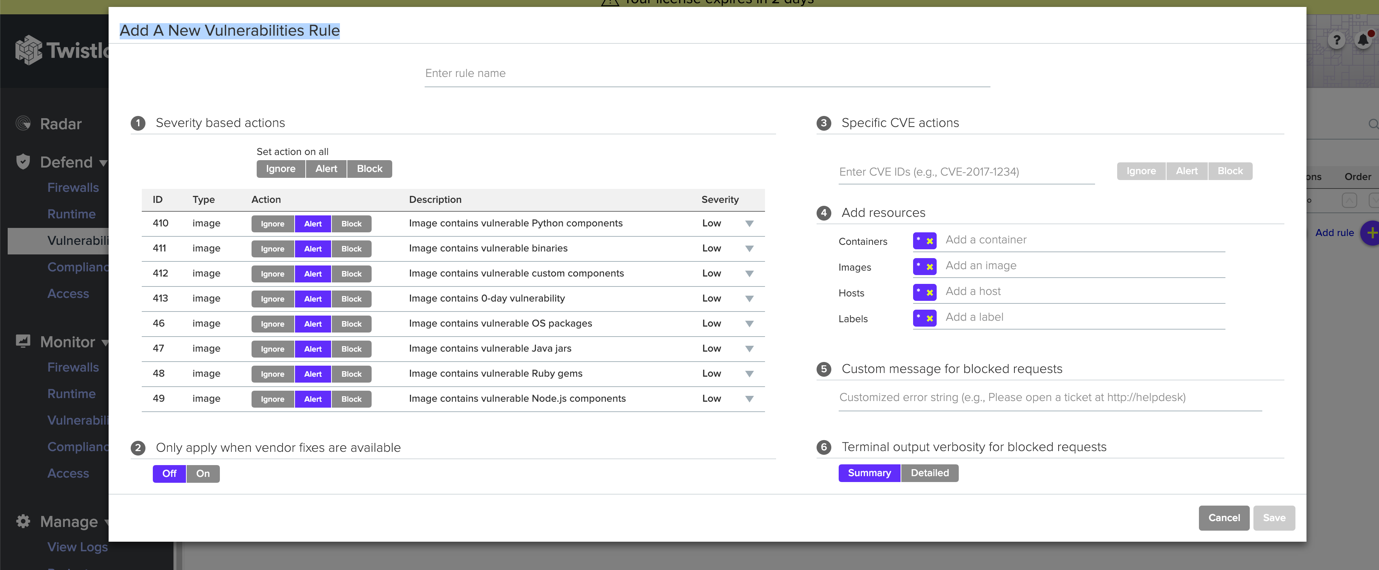 Your license expires in 2 days
Add A New Vulnerabilities Rule
Enter rule name
1 Severity based actions
Set action on all
Ignore Alert Block
ID Type Action Description Severity
410 image Ignore Alert Block Image contains vulnerable Python components Low
411 image Ignore Alert Block Image contains vulnerable binaries Low
412 image Ignore Alert Block Image contains vulnerable custom components Low
413 image Ignore Alert Block Image contains 0-day vulnerability Low
46 image Ignore Alert Block Image contains vulnerable OS packages Low
47 image Ignore Alert Block Image contains vulnerable Java jars Low
48 image Ignore Alert Block Image contains vulnerable Ruby gems Low
49 image Ignore Alert Block Image contains vulnerable Node.js components Low
2 Only apply when vendor fixes are available
Off On
3 Specific CVE actions
Enter CVE IDs (e.g., CVE-2017-1234)
Ignore Alert Block
4 Add resources
Containers * × Add a container
Images * × Add an image
Hosts * × Add a host
Labels * × Add a label
5 Custom message for blocked requests
Customized error string (e.g., Please open a ticket at http://helpdesk)
6 Terminal output verbosity for blocked requests
Summary Detailed
Cancel Save
Twistlo
Radar
Defend
Firewalls
Runtime
Vulnerabili
Complianc
Access
Monitor
Firewalls
Runtime
Vulnerabili
Complianc
Access
Manage
View Logs
?
ons Order
Add rule +